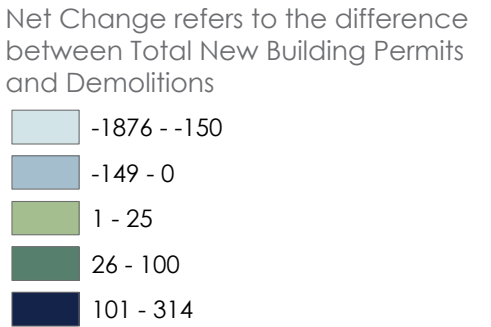 Net Change refers to the difference
between Total New Building Permits
and Demolitions
-1876 - -150
-149 - 0
1 - 25
26 - 100
101 - 314